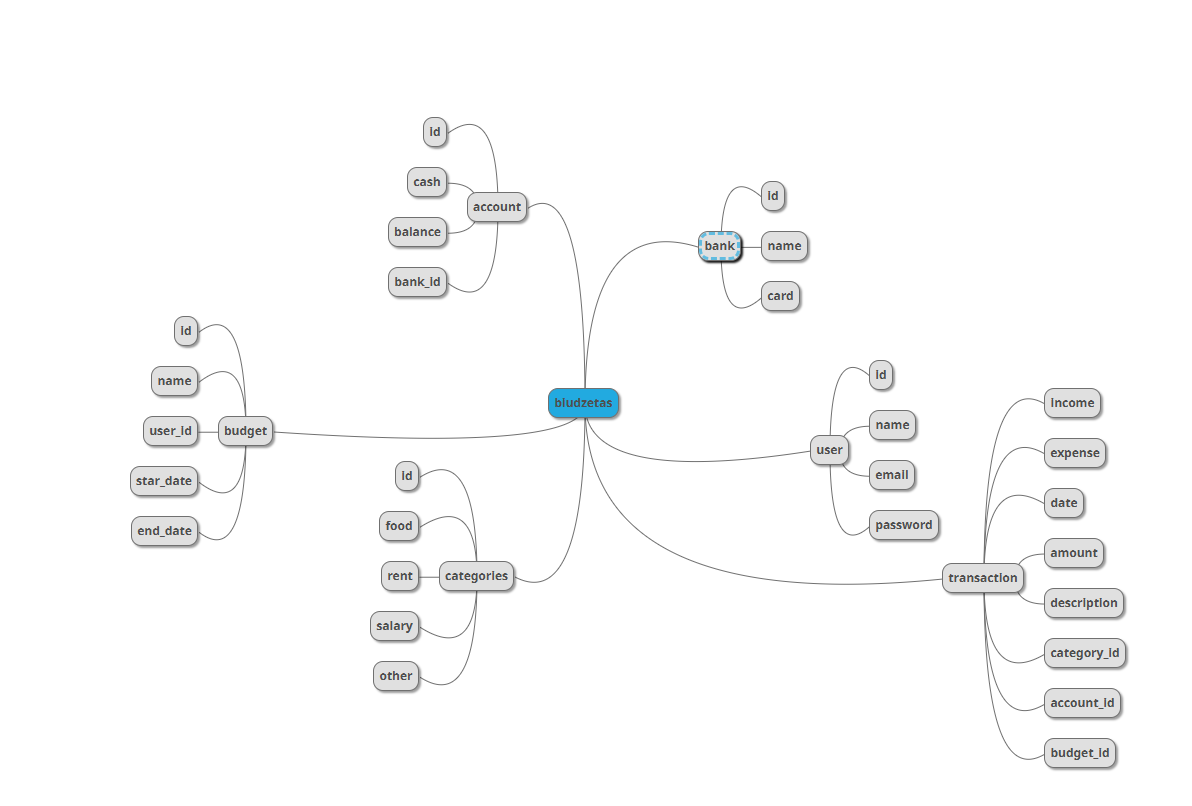 biudzetas
account
id
cash
balance
bank_id
bank
id
name
card
budget
id
name
user_id
star_date
end_date
user
id
name
email
password
categories
id
food
rent
salary
other
transaction
income
expense
date
amount
description
category_id
account_id
budget_id